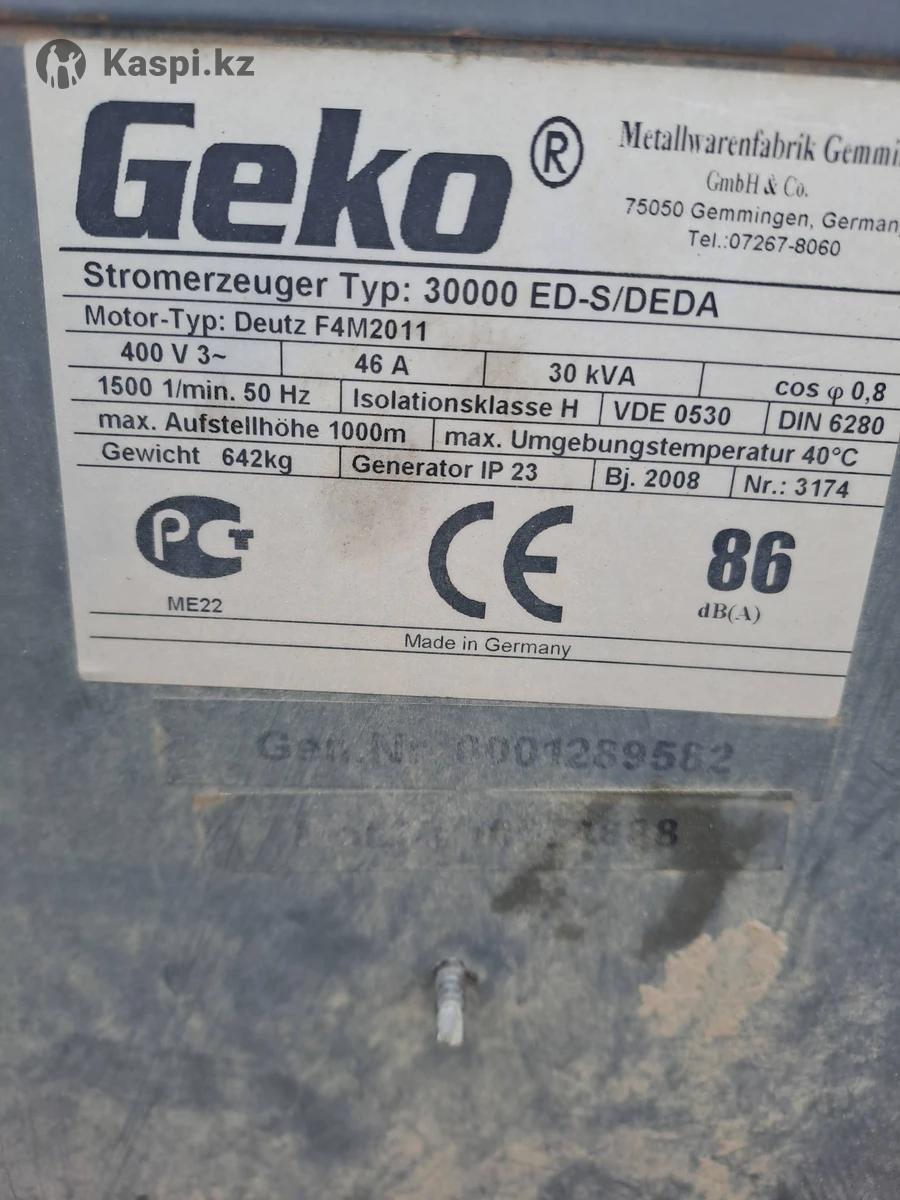 Kaspi.kz
Geko ®
Metallwarenfabrik Gemmi
GmbH & Co.
75050 Gemmingen, German
Tel.:07267-8060
Stromerzeuger Typ: 30000 ED-S/DEDA
Motor-Typ: Deutz F4M2011
400 V 3~ 46 A 30 kVA cos φ 0,8
1500 1/min. 50 Hz Isolationsklasse H VDE 0530 DIN 6280
max. Aufstellhöhe 1000m max. Umgebungstemperatur 40°C
Gewicht 642kg Generator IP 23 Bj. 2008 Nr.: 3174
РСТ
ME22
CE
86
dB(A)
Made in Germany
Gen.Nr. 0001289582